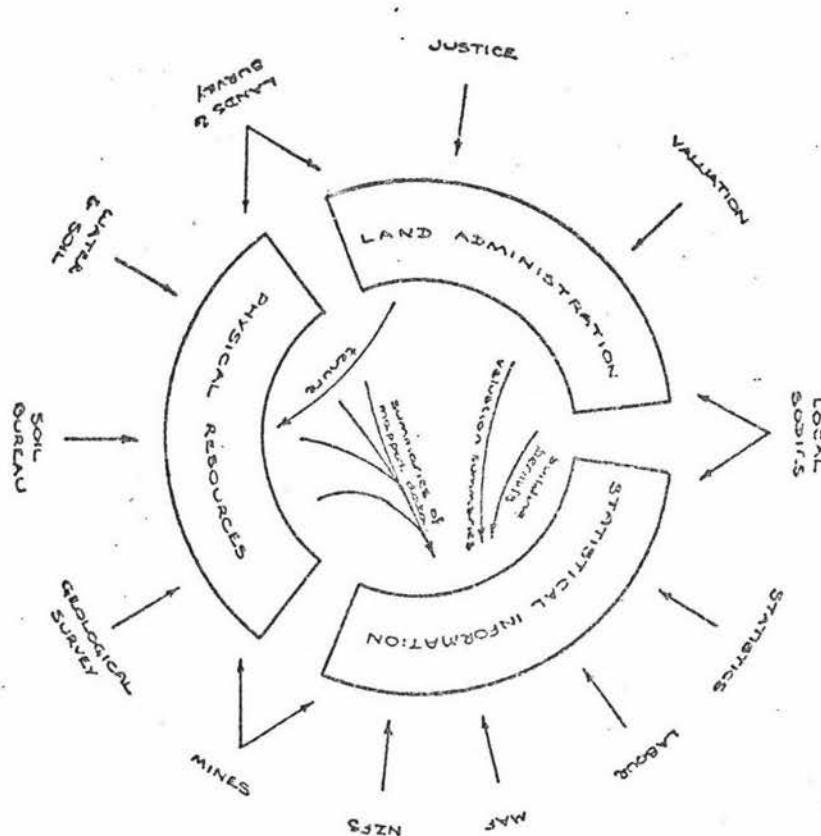 JUSTICE
LANDS &
SURVEY
VALUATION
WATER
& SOIL
LAND ADMINISTRATION
PHYSICAL RESOURCES
tenure
summaries of
mapped data
valuation summaries
building
permits
LOCAL
BODIES
SOIL
BUREAU
STATISTICAL INFORMATION
GEOLOGICAL
SURVEY
STATISTICS
MINES
LABOUR
NZFS
MAF